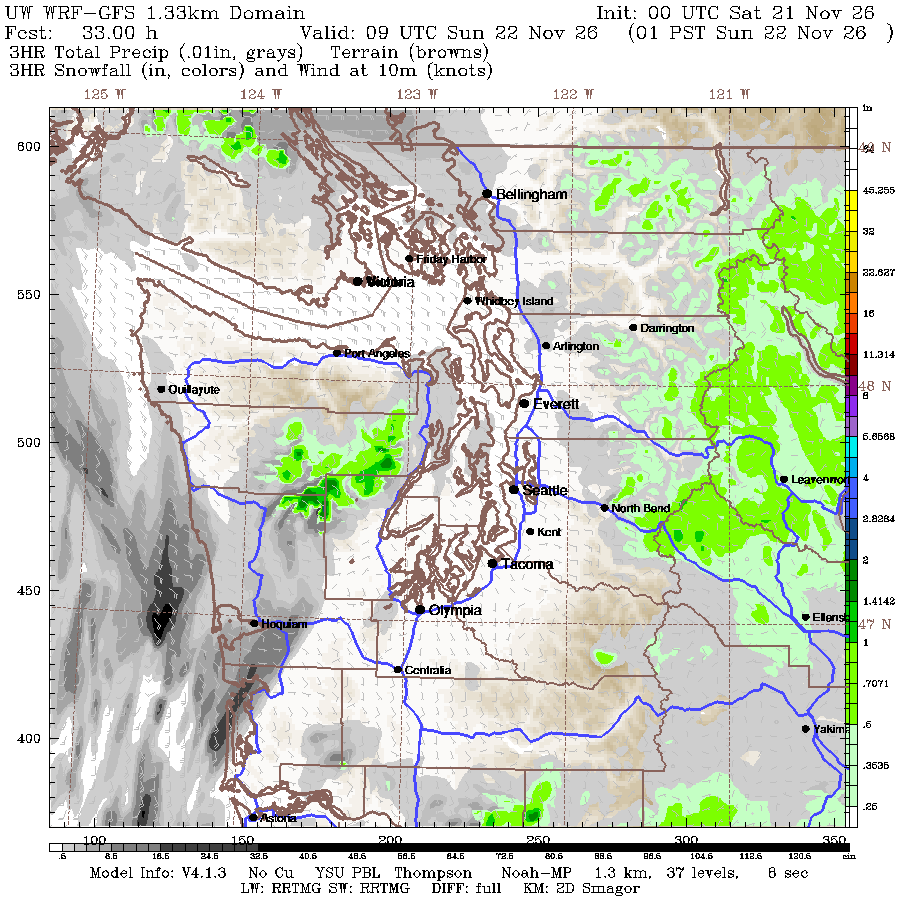 UW WRF-GFS 1.33km Domain Init: 00 UTC Sat 21 Nov 26
Fcst: 33.00 h Valid: 09 UTC Sun 22 Nov 26 (01 PST Sun 22 Nov 26 )
3HR Total Precip (.01in, grays) Terrain (browns)
3HR Snowfall (in, colors) and Wind at 10m (knots)
125 W 124 W 123 W 122 W 121 W
in
600
Bellingham
45.255
32
Friday Harbor
Victoria
22.627
550
Whidbey Island
16
Darrington
Arlington
11.314
Port Angeles
48 N
Quillayute
8
Everett
5.6568
500
4
Leavenwor
Seattle
North Bend
2.8284
Kent
2
Tacoma
450
1.4142
Olympia
Ellens
47 N
Hoquiam
1
Centralia
.7071
.5
Yakima
400
.3535
.25
Astoria
100 150 200 250 300 350
.5 8.5 16.5 24.5 32.5 40.5 48.5 56.5 64.5 72.5 80.5 88.5 96.5 104.5 112.5 120.5
Model Info: V4.1.3 No Cu YSU PBL Thompson Noah-MP 1.3 km, 37 levels, 8 sec
LW: RRTMG SW: RRTMG DIFF: full KM: 2D Smagor